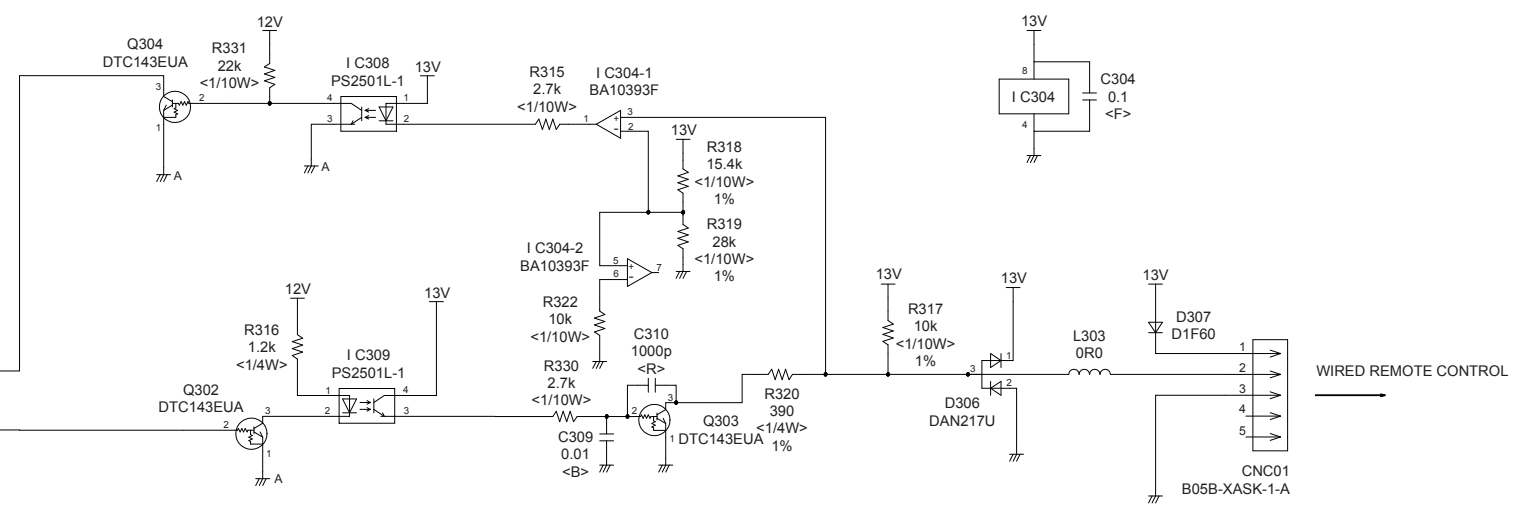 Q304
DTC143EUA
3
2
1
A
12V
R331
22k
<1/10W>
I C308
PS2501L-1
4
3
1
2
A
13V
R315
2.7k
<1/10W>
I C304-1
BA10393F
1
3
2
+
-
13V
R318
15.4k
<1/10W>
1%
R319
28k
<1/10W>
1%
I C304-2
BA10393F
5
6
7
+
-
R322
10k
<1/10W>
13V
8
I C304
4
C304
0.1
<F>
12V
R316
1.2k
<1/4W>
Q302
DTC143EUA
2
3
1
A
I C309
PS2501L-1
1
2
4
3
13V
R330
2.7k
<1/10W>
C309
0.01
<B>
C310
1000p
<R>
2
3
1
Q303
DTC143EUA
R320
390
<1/4W>
1%
13V
R317
10k
<1/10W>
1%
13V
3
1
2
D306
DAN217U
L303
0R0
13V
D307
D1F60
1
2
3
4
5
CNC01
B05B-XASK-1-A
WIRED REMOTE CONTROL